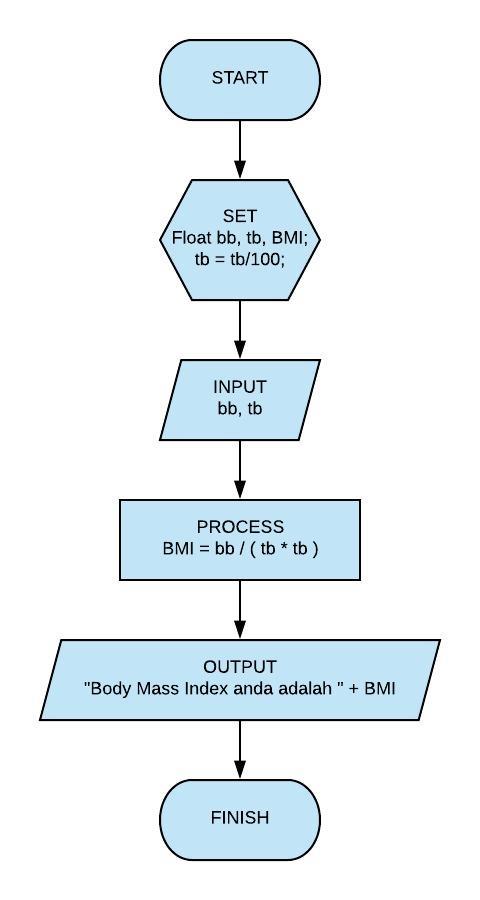 START
SET
Float bb, tb, BMI;
tb = tb/100;
INPUT
bb, tb
PROCESS
BMI = bb / ( tb * tb )
OUTPUT
"Body Mass Index anda adalah " + BMI
FINISH